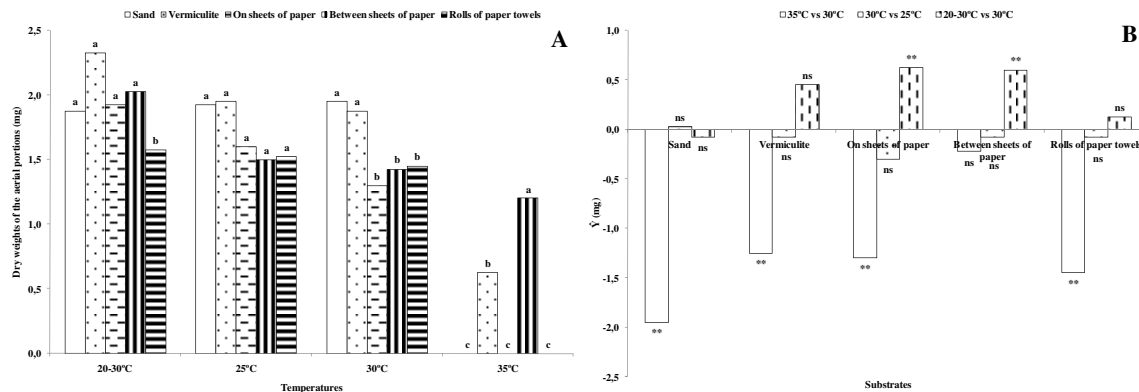 Sand Vermiculite On sheets of paper Between sheets of paper Rolls of paper towels
A
2,5
2,0
1,5
1,0
0,5
0,0
Dry weights of the aerial portions (mg)
a a a a b
a a a a a
a a b b b
c b c a c
20-30ºC 25ºC 30ºC 35ºC
Temperatures
35ºC vs 30ºC 30ºC vs 25ºC 20-30ºC vs 30ºC
B
1,0
0,5
0,0
-0,5
-1,0
-1,5
-2,0
-2,5
Ŷ (mg)
** ns ns
** ns ns
** ns **
ns ns **
** ns ns
Sand Vermiculite On sheets of paper Between sheets of paper Rolls of paper towels
Substrates